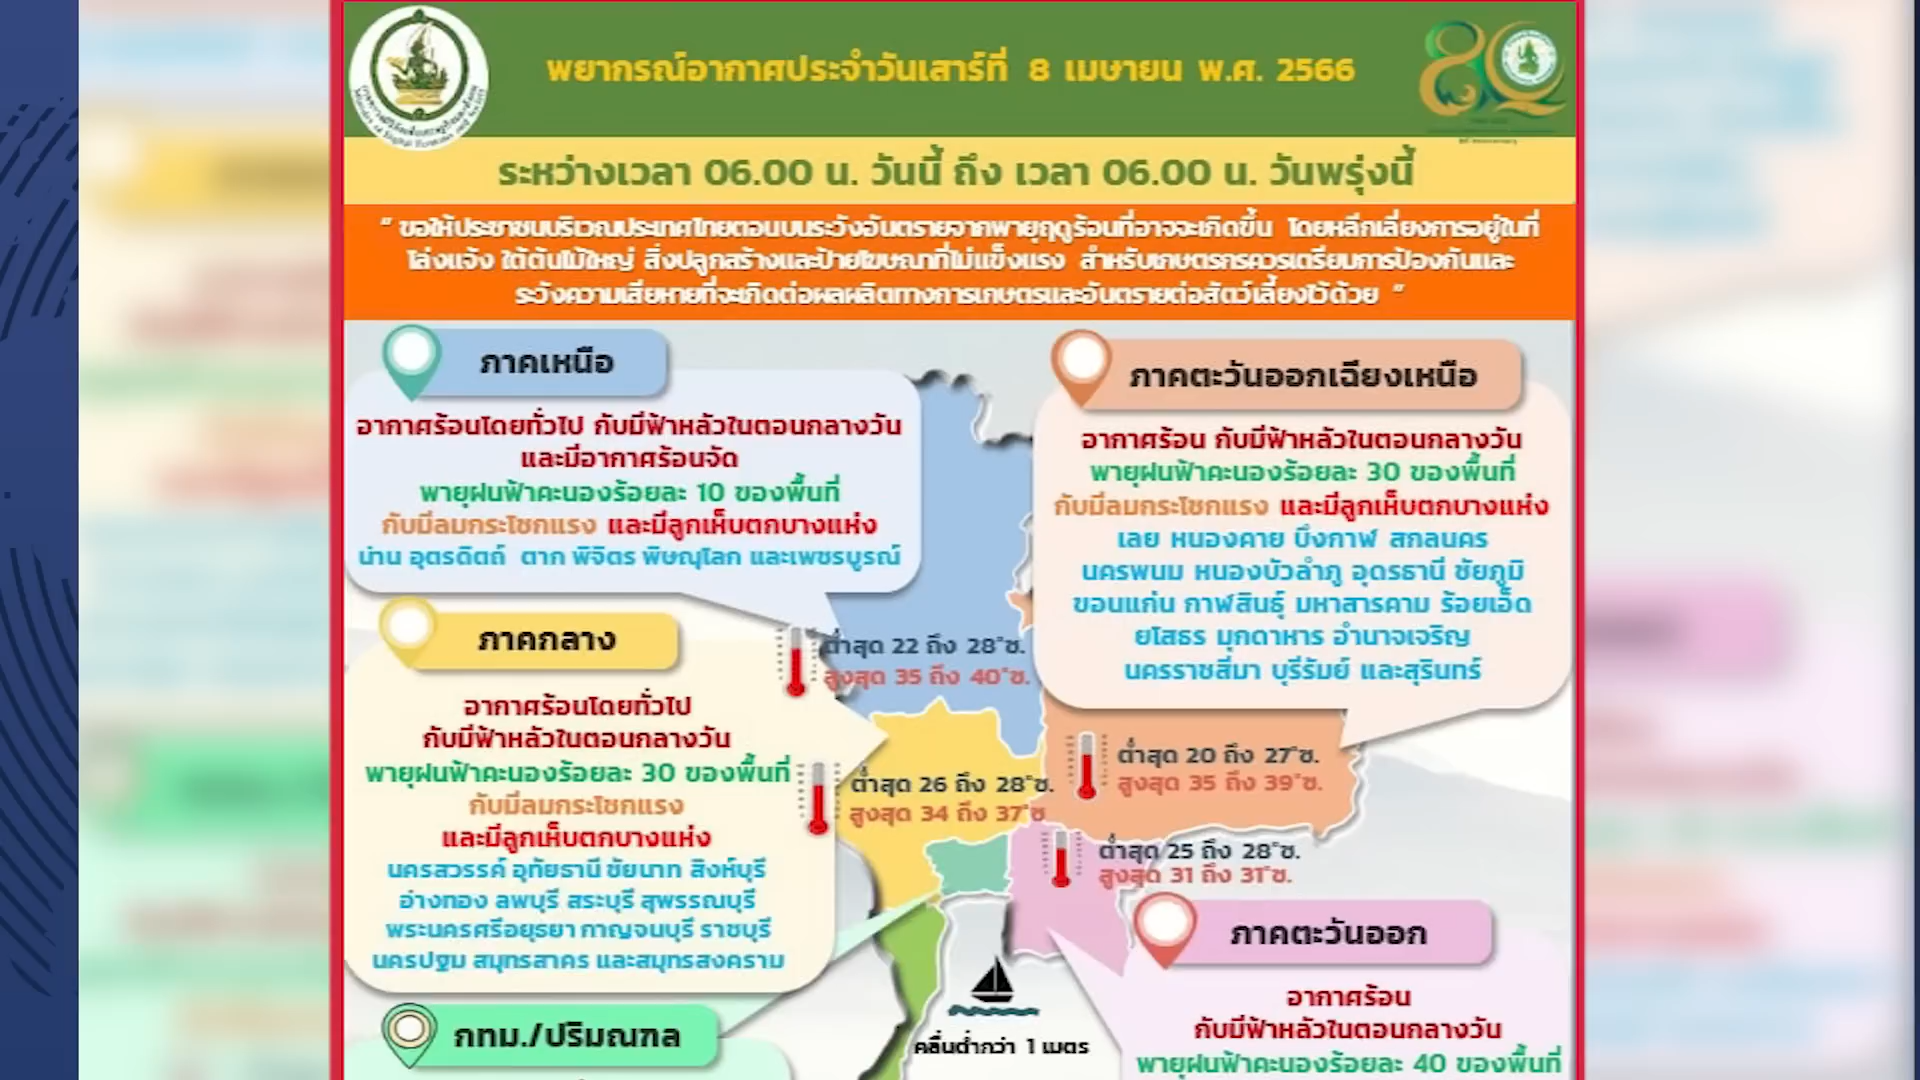 พยากรณ์อากาศประจำวันเสาร์ที่ 8 เมษายน พ.ศ. 2566
ระหว่างเวลา 06.00 น. วันนี้ ถึง เวลา 06.00 น. วันพรุ่งนี้
“ ขอให้ประชาชนบริเวณประเทศไทยตอนบนระวังอันตรายจากพายุฤดูร้อนที่อาจจะเกิดขึ้น โดยหลีกเลี่ยงการอยู่ในที่
โล่งแจ้ง ใต้ต้นไม้ใหญ่ สิ่งปลูกสร้างและป้ายโฆษณาที่ไม่แข็งแรง สำหรับเกษตรกรควรเตรียมการป้องกันและ
ระวังความเสียหายที่จะเกิดต่อผลผลิตทางการเกษตรและอันตรายต่อสัตว์เลี้ยงไว้ด้วย ”
ภาคเหนือ
อากาศร้อนโดยทั่วไป กับมีฟ้าหลัวในตอนกลางวัน
และมีอากาศร้อนจัด
พายุฝนฟ้าคะนองร้อยละ 10 ของพื้นที่
กับมีลมกระโชกแรง และมีลูกเห็บตกบางแห่ง
น่าน อุตรดิตถ์ ตาก พิจิตร พิษณุโลก และเพชรบูรณ์
ต่ำสุด 22 ถึง 28°ซ.
สูงสุด 35 ถึง 40°ซ.
ภาคตะวันออกเฉียงเหนือ
อากาศร้อน กับมีฟ้าหลัวในตอนกลางวัน
พายุฝนฟ้าคะนองร้อยละ 30 ของพื้นที่
กับมีลมกระโชกแรง และมีลูกเห็บตกบางแห่ง
เลย หนองคาย บึงกาฬ สกลนคร
นครพนม หนองบัวลำภู อุดรธานี ชัยภูมิ
ขอนแก่น กาฬสินธุ์ มหาสารคาม ร้อยเอ็ด
ยโสธร มุกดาหาร อำนาจเจริญ
นครราชสีมา บุรีรัมย์ และสุรินทร์
ต่ำสุด 20 ถึง 27°ซ.
สูงสุด 35 ถึง 39°ซ.
ภาคกลาง
อากาศร้อนโดยทั่วไป
กับมีฟ้าหลัวในตอนกลางวัน
พายุฝนฟ้าคะนองร้อยละ 30 ของพื้นที่
กับมีลมกระโชกแรง
และมีลูกเห็บตกบางแห่ง
นครสวรรค์ อุทัยธานี ชัยนาท สิงห์บุรี
อ่างทอง ลพบุรี สระบุรี สุพรรณบุรี
พระนครศรีอยุธยา กาญจนบุรี ราชบุรี
นครปฐม สมุทรสาคร และสมุทรสงคราม
ต่ำสุด 26 ถึง 28°ซ.
สูงสุด 34 ถึง 37°ซ
ต่ำสุด 25 ถึง 28°ซ.
สูงสุด 31 ถึง 31°ซ.
ภาคตะวันออก
อากาศร้อน
กับมีฟ้าหลัวในตอนกลางวัน
พายุฝนฟ้าคะนองร้อยละ 40 ของพื้นที่
กทม./ปริมณฑล
คลื่นต่ำกว่า 1 เมตร